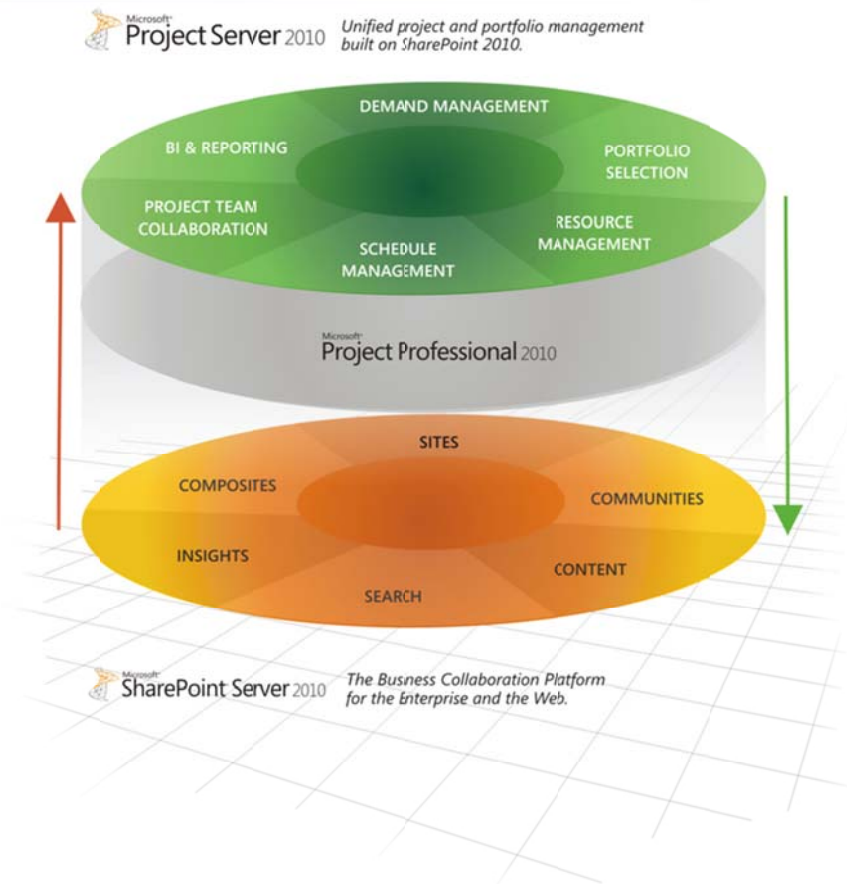 Microsoft®
Project Server 2010
Unified project and portfolio management
built on SharePoint 2010.
DEMAND MANAGEMENT
BI & REPORTING
PORTFOLIO
SELECTION
PROJECT TEAM
COLLABORATION
RESOURCE
MANAGEMENT
SCHEDULE
MANAGEMENT
Microsoft®
Project Professional 2010
SITES
COMPOSITES
COMMUNITIES
INSIGHTS
CONTENT
SEARCH
Microsoft®
SharePoint Server 2010
The Business Collaboration Platform
for the Enterprise and the Web.